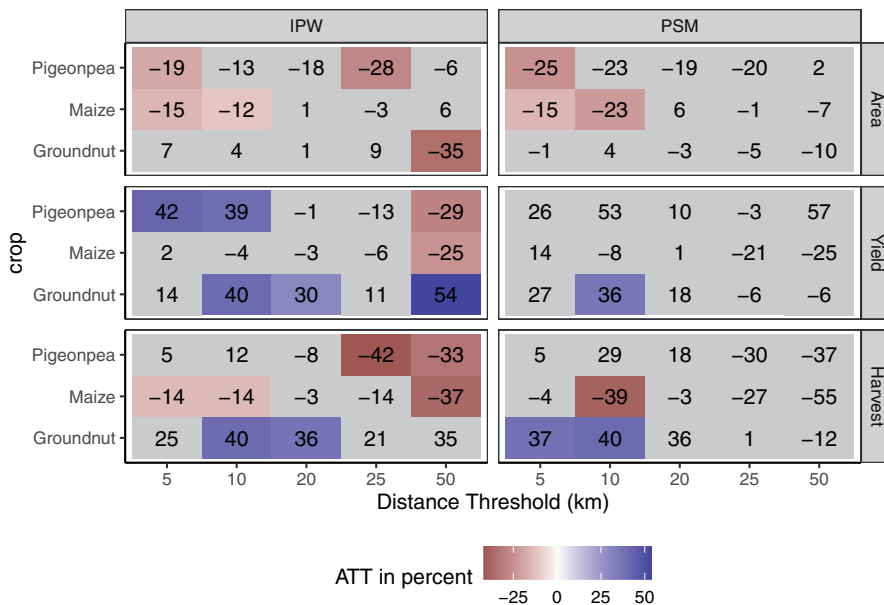 IPW PSM
Pigeonpea −19 −13 −18 −28 −6 −25 −23 −19 −20 2
Maize −15 −12 1 −3 6 −15 −23 6 −1 −7
Groundnut 7 4 1 9 −35 −1 4 −3 −5 −10
Area
Pigeonpea 42 39 −1 −13 −29 26 53 10 −3 57
Maize 2 −4 −3 −6 −25 14 −8 1 −21 −25
Groundnut 14 40 30 11 54 27 36 18 −6 −6
Yield
crop
Pigeonpea 5 12 −8 −42 −33 5 29 18 −30 −37
Maize −14 −14 −3 −14 −37 −4 −39 −3 −27 −55
Groundnut 25 40 36 21 35 37 40 36 1 −12
Harvest
5 10 20 25 50 5 10 20 25 50
Distance Threshold (km)
ATT in percent
−25 0 25 50